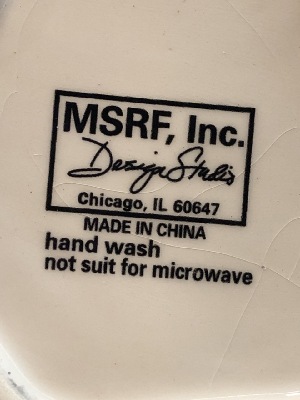 MSRF, Inc.
Design Studio
Chicago, IL 60647
MADE IN CHINA
hand wash
not suit for microwave